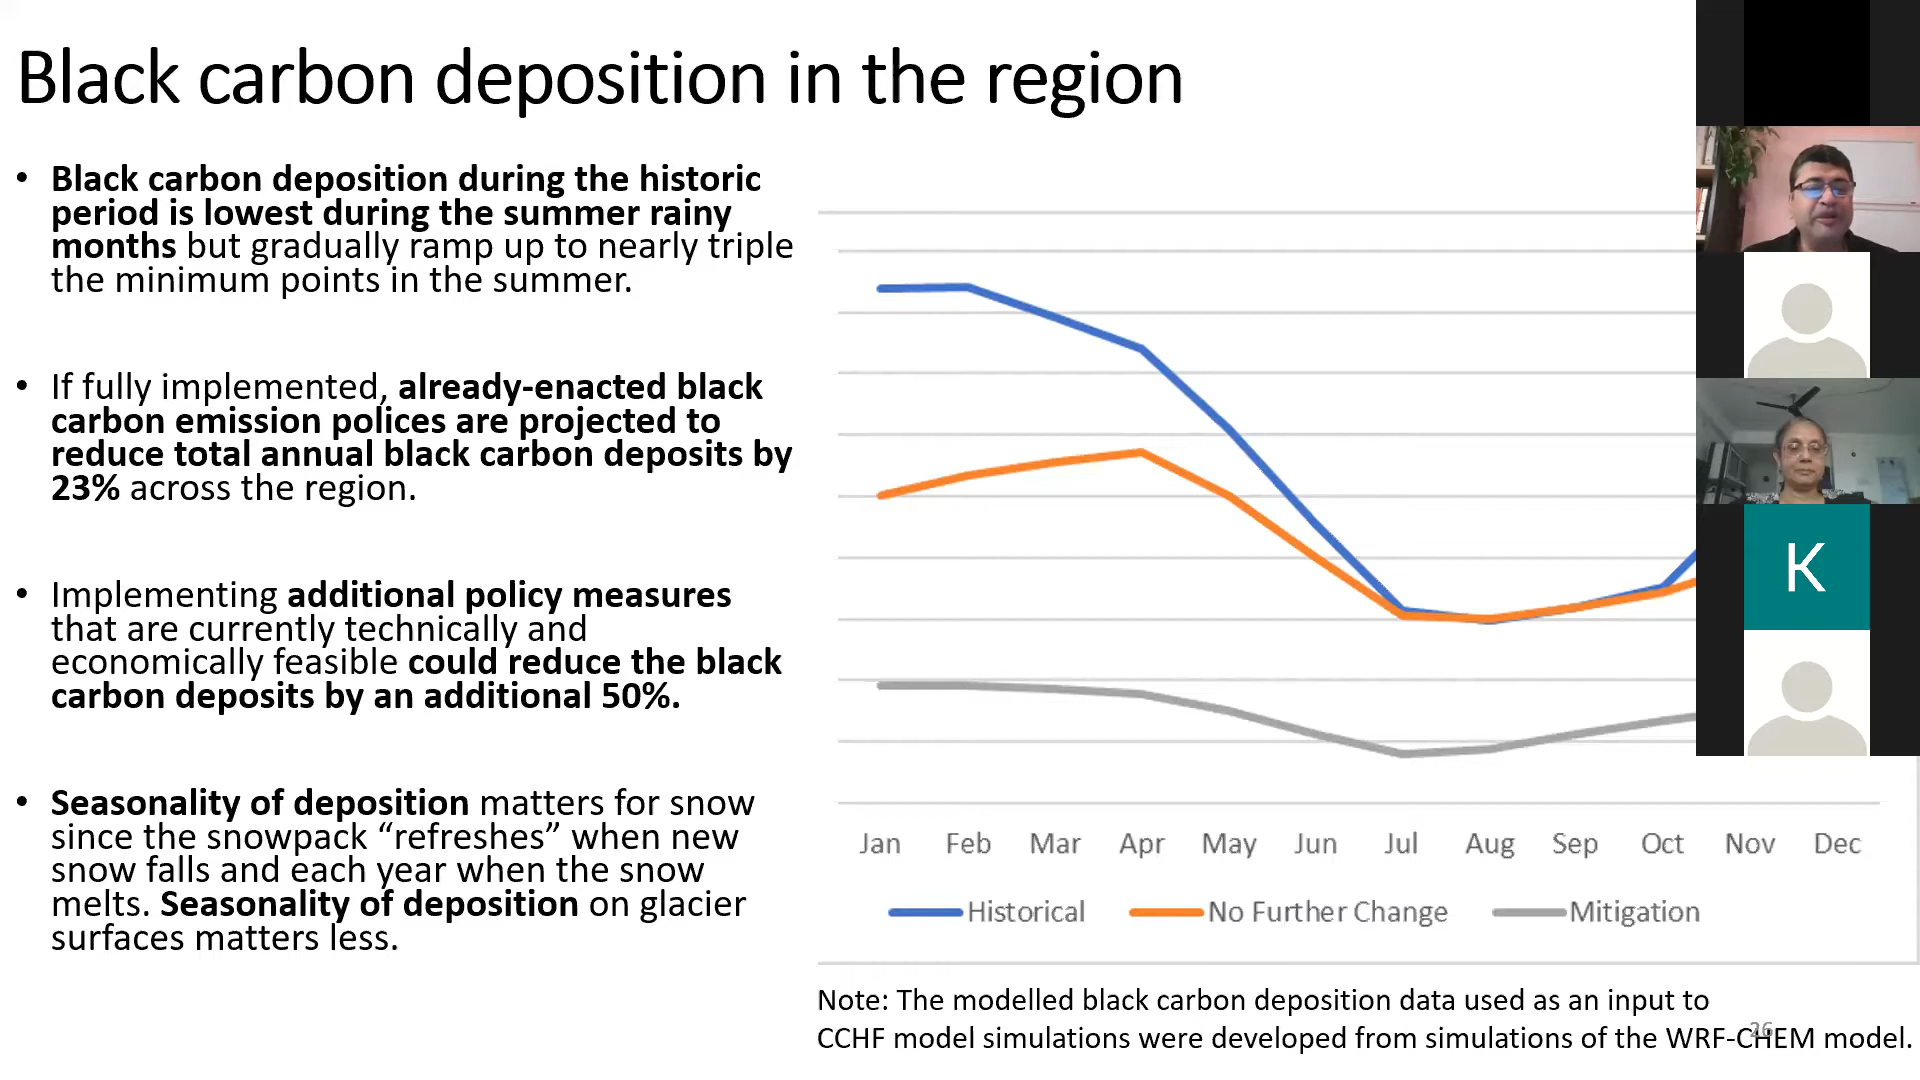 Black carbon deposition in the region
• Black carbon deposition during the historic
period is lowest during the summer rainy
months but gradually ramp up to nearly triple
the minimum points in the summer.
• If fully implemented, already-enacted black
carbon emission polices are projected to
reduce total annual black carbon deposits by
23% across the region.
• Implementing additional policy measures
that are currently technically and
economically feasible could reduce the black
carbon deposits by an additional 50%.
• Seasonality of deposition matters for snow
since the snowpack “refreshes” when new
snow falls and each year when the snow
melts. Seasonality of deposition on glacier
surfaces matters less.
K
Jan Feb Mar Apr May Jun Jul Aug Sep Oct Nov Dec
Historical No Further Change Mitigation
Note: The modelled black carbon deposition data used as an input to
CCHF model simulations were developed from simulations of the WRF-CHEM model.
26